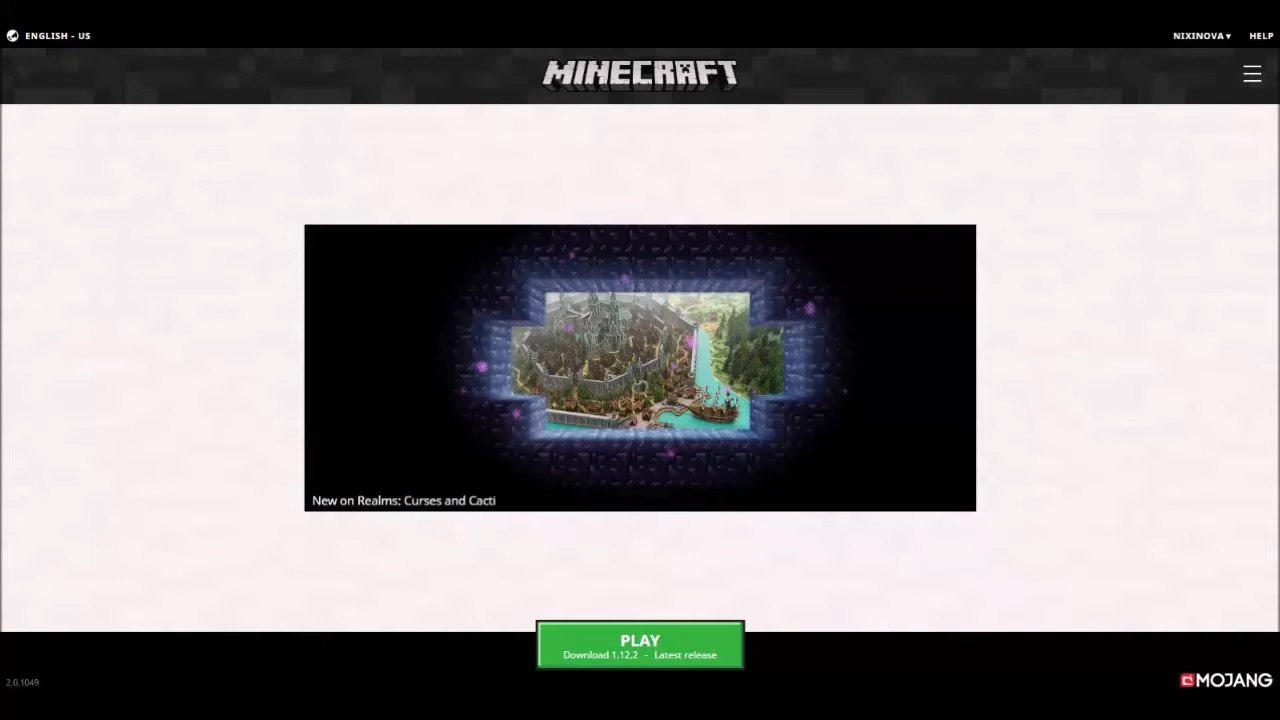 ENGLISH - US
NIXINOVA ▾ HELP
MINECRAFT
New on Realms: Curses and Cacti
PLAY
Download 1.12.2 - Latest release
2.0.1049
MOJANG